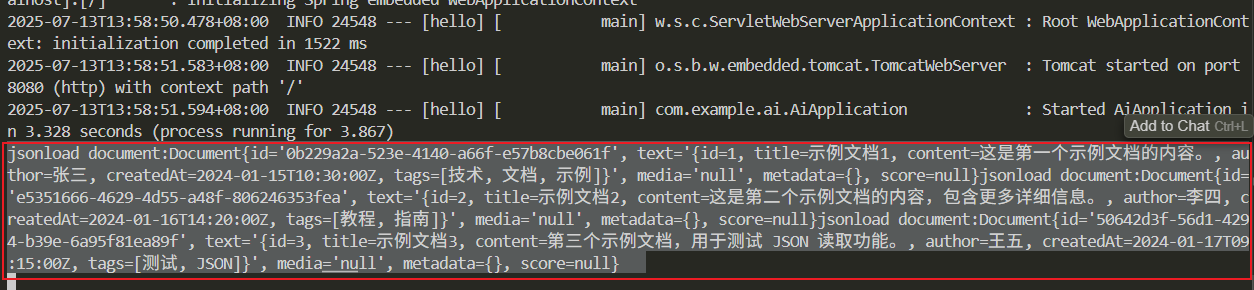 alhost].[/]        : initializing Spring embedded WebApplicationContext
2025-07-13T13:58:50.478+08:00  INFO 24548 --- [hello] [           main] w.s.c.ServletWebServerApplicationContext : Root WebApplicationCont
ext: initialization completed in 1522 ms
2025-07-13T13:58:51.583+08:00  INFO 24548 --- [hello] [           main] o.s.b.w.embedded.tomcat.TomcatWebServer  : Tomcat started on port
8080 (http) with context path '/'
2025-07-13T13:58:51.594+08:00  INFO 24548 --- [hello] [           main] com.example.ai.AiApplication             : Started AiApplication i
n 3.328 seconds (process running for 3.867)
Add to Chat Ctrl+L
jsonload document:Document{id='0b229a2a-523e-4140-a66f-e57b8cbe061f', text='{id=1, title=示例文档1, content=这是第一个示例文档的内容。, au
thor=张三, createdAt=2024-01-15T10:30:00Z, tags=[技术, 文档, 示例]}', media='null', metadata={}, score=null}jsonload document:Document{id=
'e5351666-4629-4d55-a48f-806246353fea', text='{id=2, title=示例文档2, content=这是第二个示例文档的内容，包含更多详细信息。, author=李四, c
reatedAt=2024-01-16T14:20:00Z, tags=[教程, 指南]}', media='null', metadata={}, score=null}jsonload document:Document{id='50642d3f-56d1-429
4-b39e-6a95f81ea89f', text='{id=3, title=示例文档3, content=第三个示例文档，用于测试 JSON 读取功能。, author=王五, createdAt=2024-01-17T09
:15:00Z, tags=[测试, JSON]}', media='null', metadata={}, score=null}